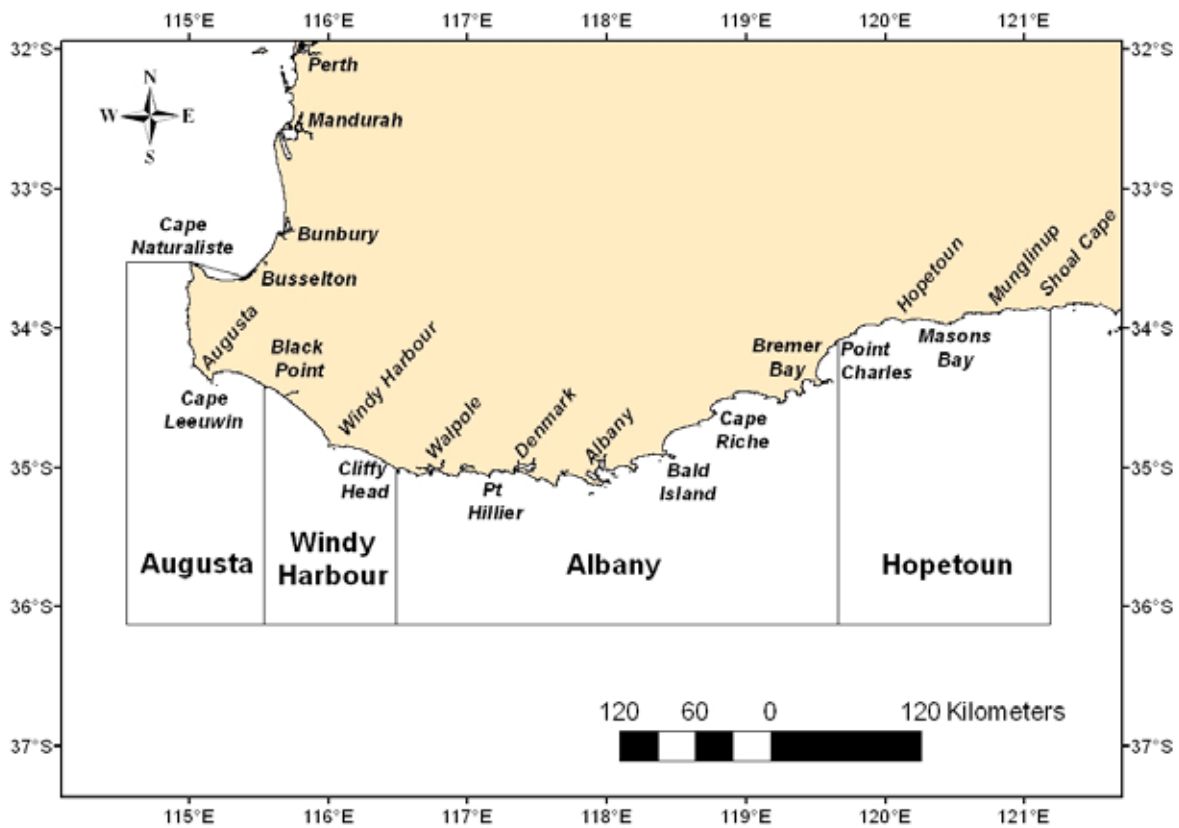 115°E 116°E 117°E 118°E 119°E 120°E 121°E
32°S 32°S
Perth
N
W E
S
Mandurah
33°S 33°S
Cape
Naturaliste
Bunbury
Busselton
Hopetoun
Munglinup
Shoal Cape
34°S 34°S
Augusta
Black
Point
Windy Harbour
Cape
Leeuwin
Bremer
Bay
Point
Charles
Masons
Bay
Walpole
Denmark
Albany
Cape
Riche
35°S 35°S
Cliffy
Head
Pt
Hillier
Bald
Island
Augusta
Windy
Harbour
Albany
Hopetoun
36°S 36°S
120 60 0 120 Kilometers
37°S 37°S
115°E 116°E 117°E 118°E 119°E 120°E 121°E